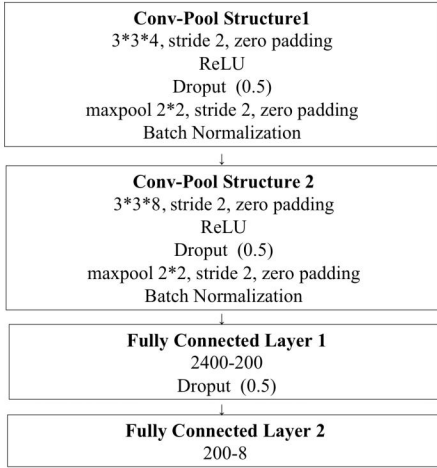 Conv-Pool Structure1
3*3*4, stride 2, zero padding
ReLU
Droput (0.5)
maxpool 2*2, stride 2, zero padding
Batch Normalization
↓
Conv-Pool Structure 2
3*3*8, stride 2, zero padding
ReLU
Droput (0.5)
maxpool 2*2, stride 2, zero padding
Batch Normalization
↓
Fully Connected Layer 1
2400-200
Droput (0.5)
↓
Fully Connected Layer 2
200-8